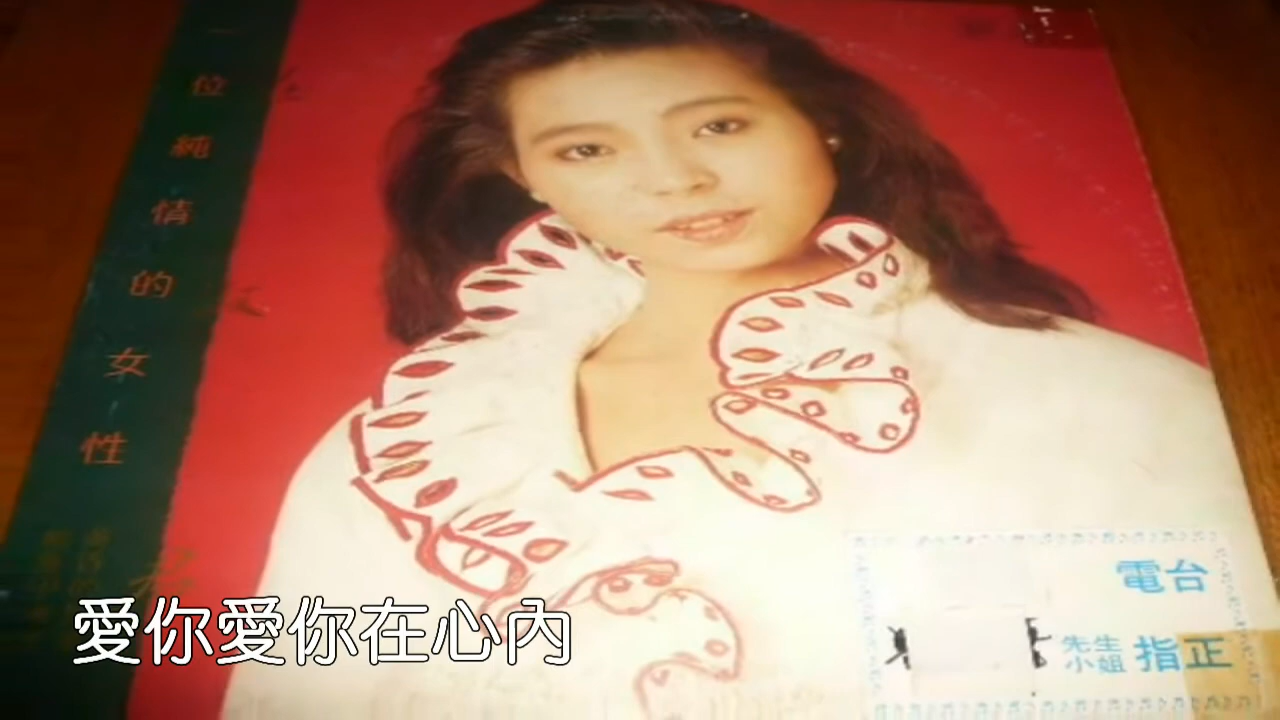 一位純情的女性
電台
先生
小姐 指正
愛你愛你在心內